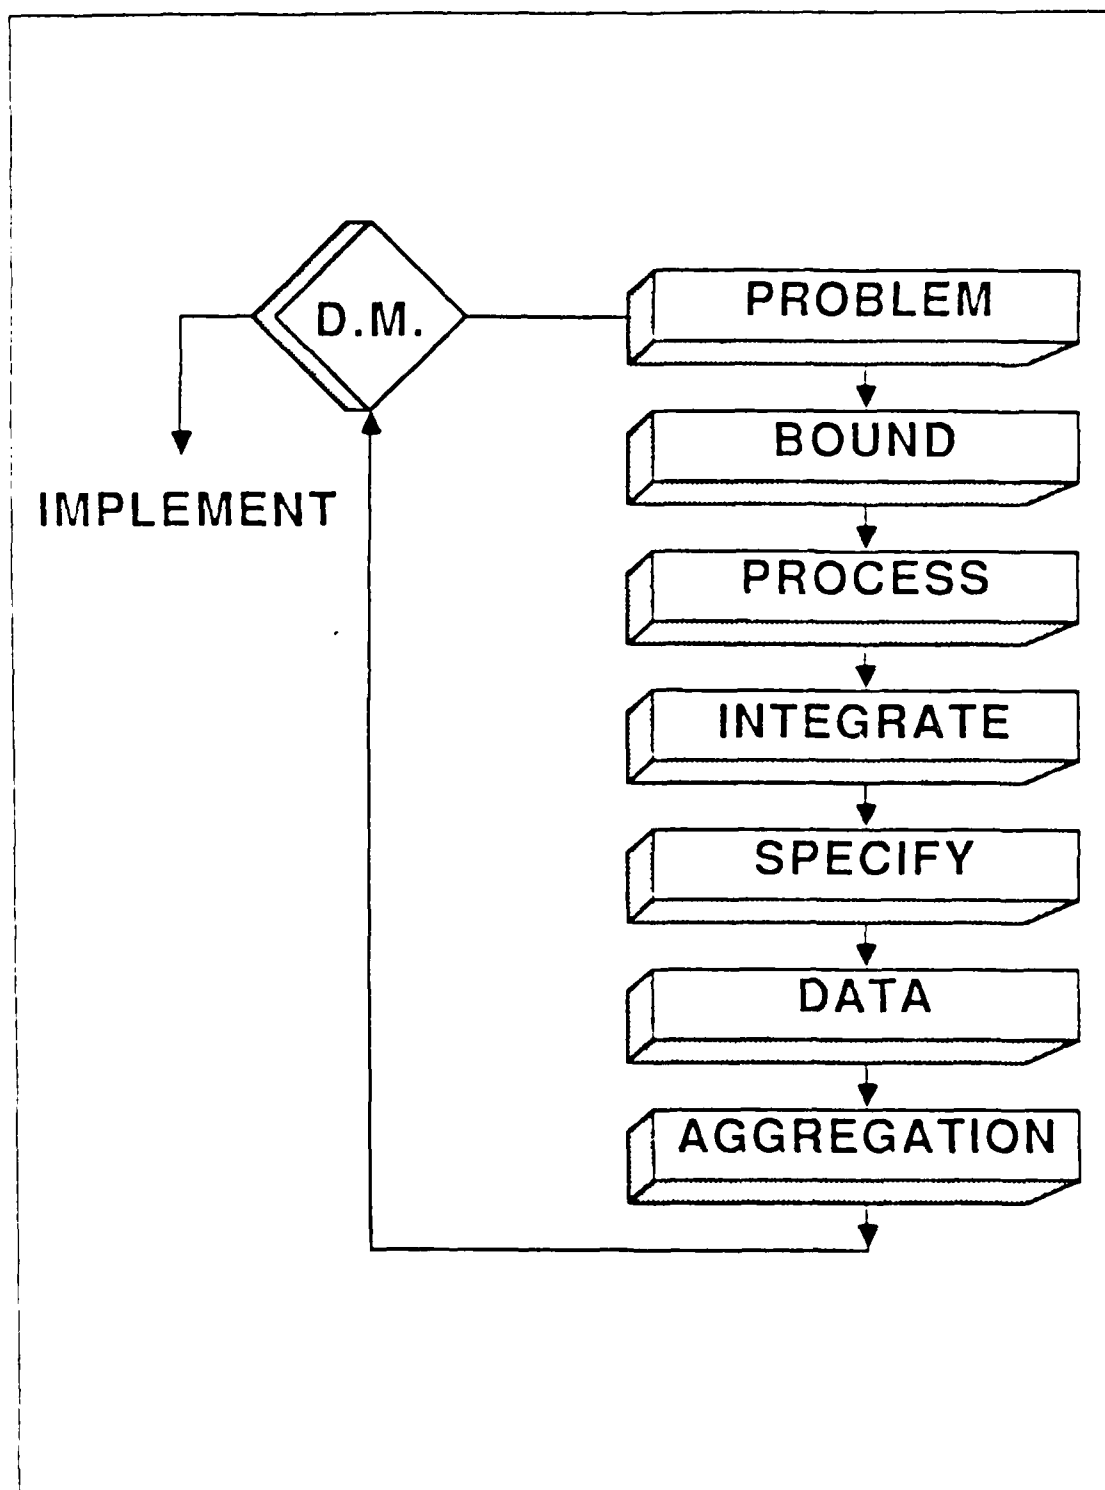 PROBLEM
D.M.
BOUND
IMPLEMENT
PROCESS
INTEGRATE
SPECIFY
DATA
AGGREGATION